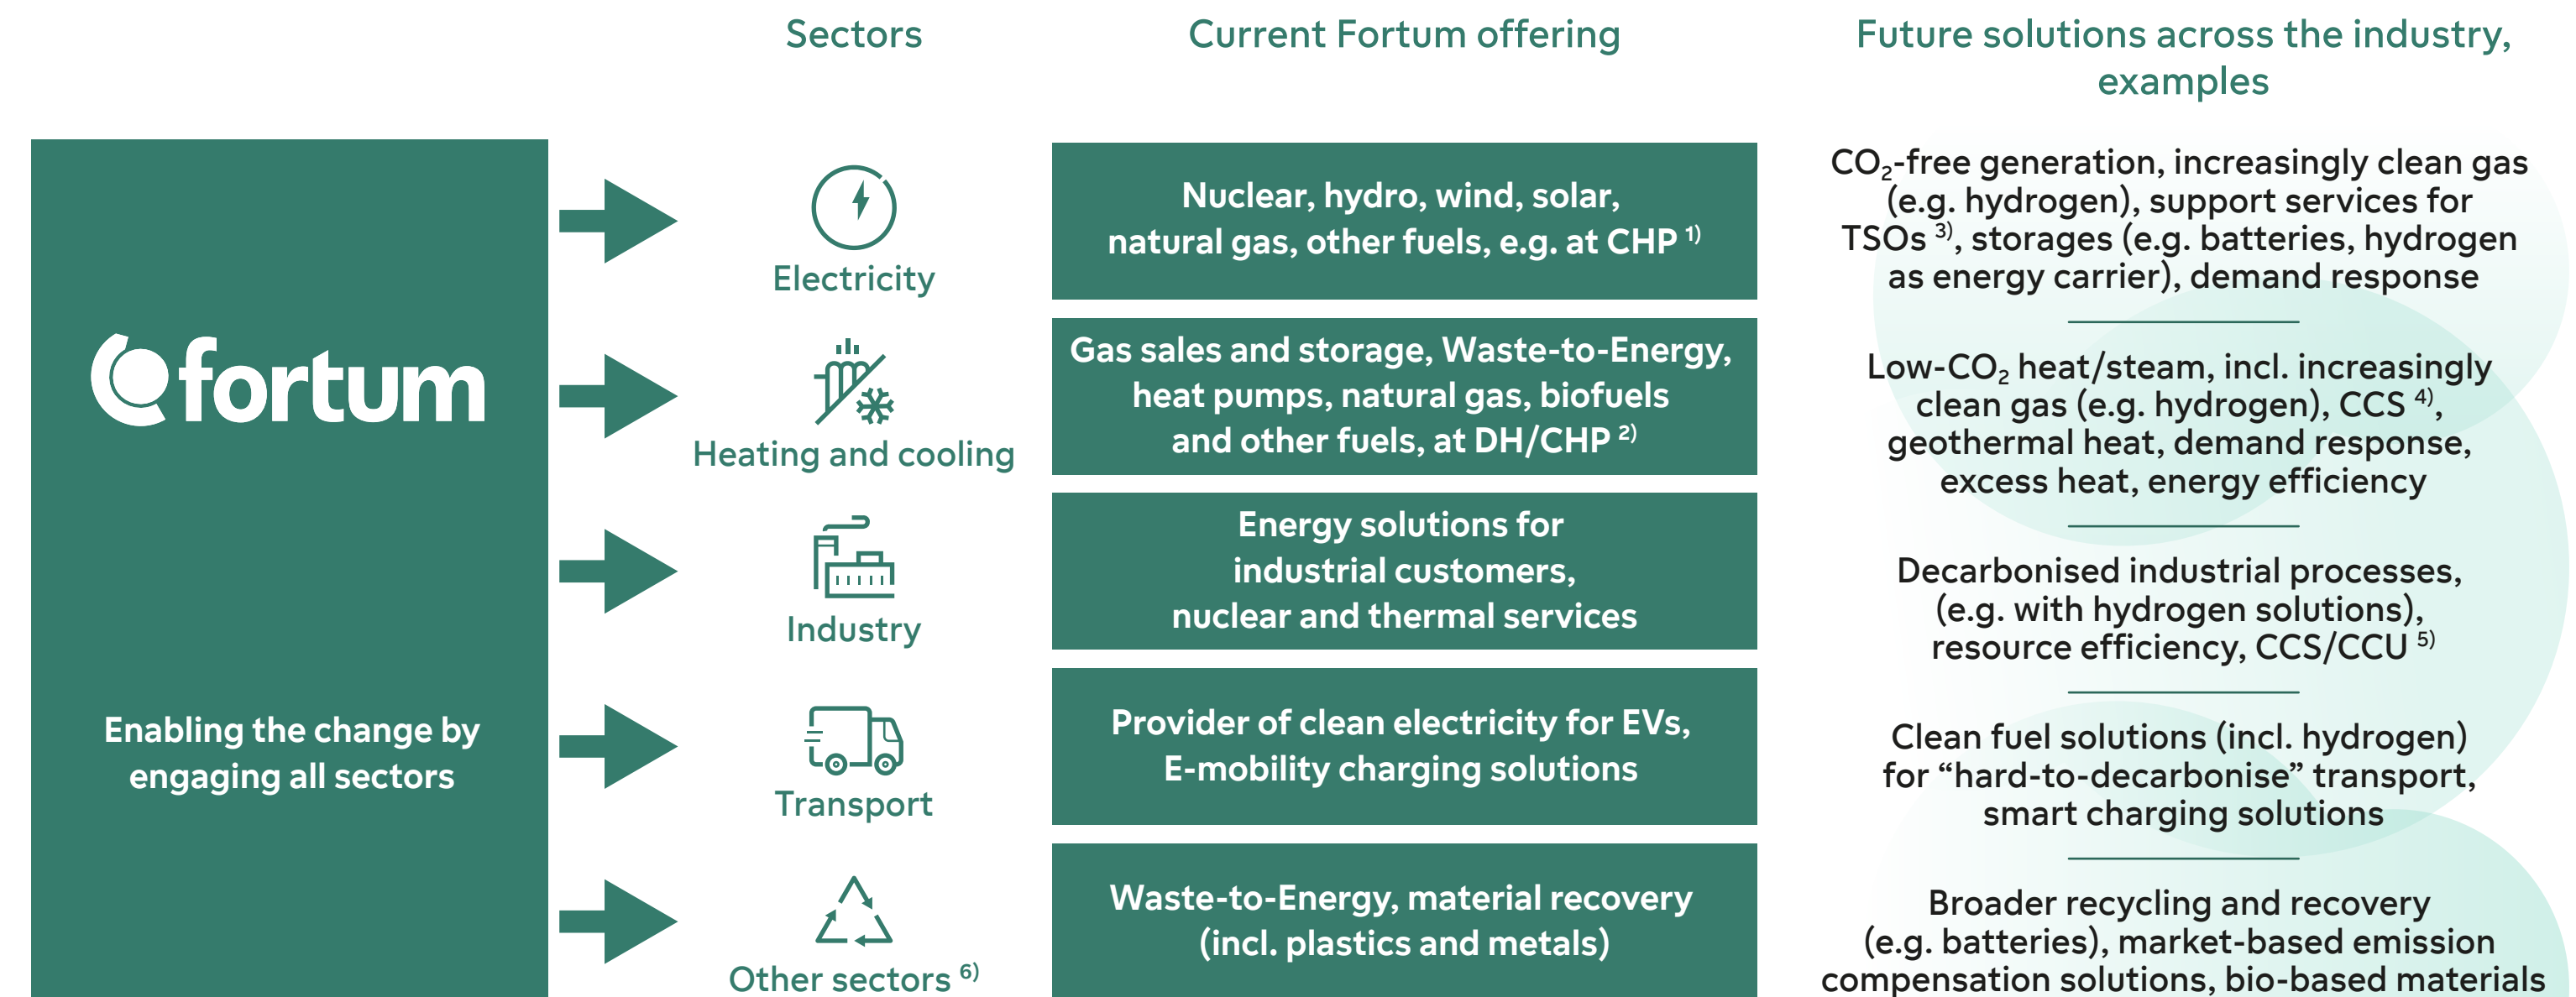 Sectors
Current Fortum offering
Future solutions across the industry,
examples
fortum
Enabling the change by
engaging all sectors
Electricity
Nuclear, hydro, wind, solar,
natural gas, other fuels, e.g. at CHP 1)
CO2-free generation, increasingly clean gas
(e.g. hydrogen), support services for
TSOs 3), storages (e.g. batteries, hydrogen
as energy carrier), demand response
Heating and cooling
Gas sales and storage, Waste-to-Energy,
heat pumps, natural gas, biofuels
and other fuels, at DH/CHP 2)
Low-CO2 heat/steam, incl. increasingly
clean gas (e.g. hydrogen), CCS 4),
geothermal heat, demand response,
excess heat, energy efficiency
Industry
Energy solutions for
industrial customers,
nuclear and thermal services
Decarbonised industrial processes,
(e.g. with hydrogen solutions),
resource efficiency, CCS/CCU 5)
Transport
Provider of clean electricity for EVs,
E-mobility charging solutions
Clean fuel solutions (incl. hydrogen)
for “hard-to-decarbonise” transport,
smart charging solutions
Other sectors 6)
Waste-to-Energy, material recovery
(incl. plastics and metals)
Broader recycling and recovery
(e.g. batteries), market-based emission
compensation solutions, bio-based materials